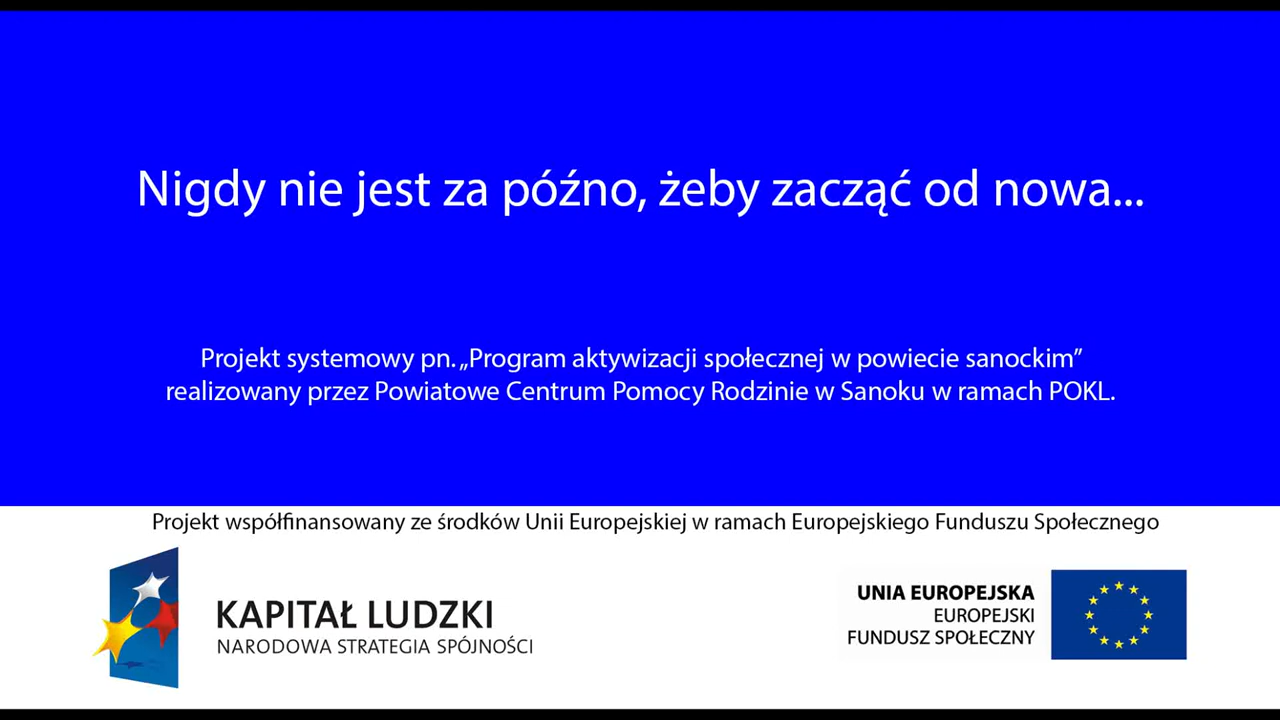 Nigdy nie jest za późno, żeby zacząć od nowa...
Projekt systemowy pn. „Program aktywizacji społecznej w powiecie sanockim”
realizowany przez Powiatowe Centrum Pomocy Rodzinie w Sanoku w ramach POKL.
Projekt współfinansowany ze środków Unii Europejskiej w ramach Europejskiego Funduszu Społecznego
KAPITAŁ LUDZKI
NARODOWA STRATEGIA SPÓJNOŚCI
UNIA EUROPEJSKA
EUROPEJSKI
FUNDUSZ SPOŁECZNY